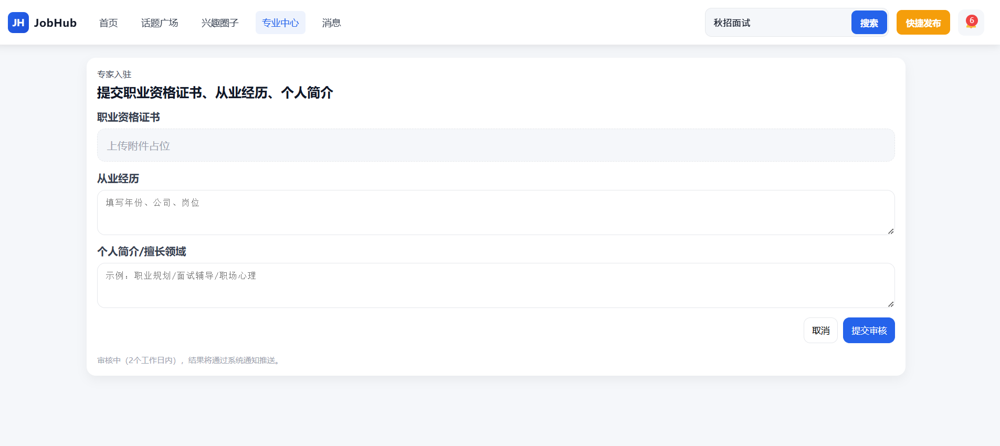 JH JobHub 首页 话题广场 兴趣圈子 专业中心 消息 秋招面试 搜索 快捷发布 6
专家入驻
提交职业资格证书、从业经历、个人简介
职业资格证书
上传附件占位
从业经历
填写年份、公司、岗位
个人简介/擅长领域
示例：职业规划/面试辅导/职场心理
取消 提交审核
审核中（2个工作日内），结果将通过系统通知推送。